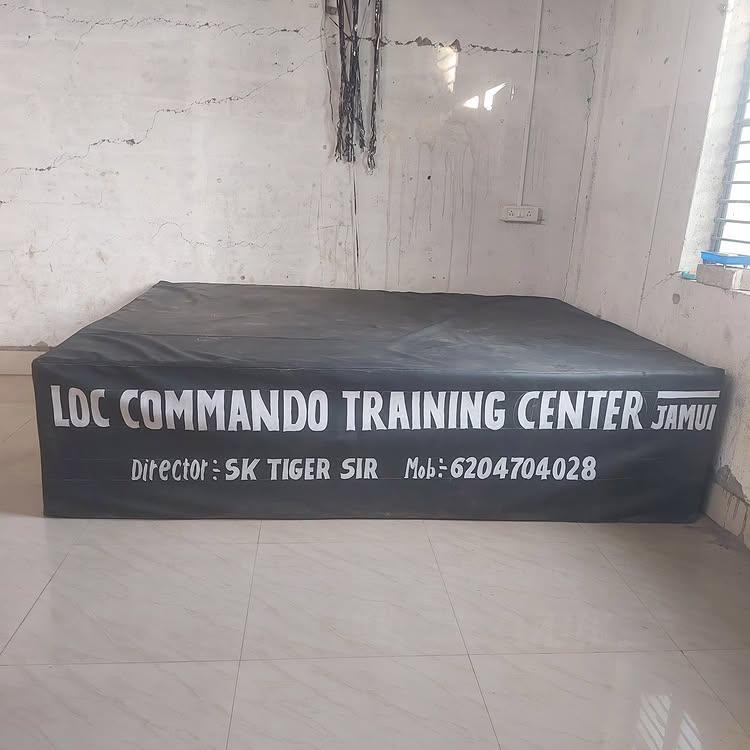 LOC COMMANDO TRAINING CENTER JAMUI
Director:- SK TIGER SIR Mob:- 6204704028